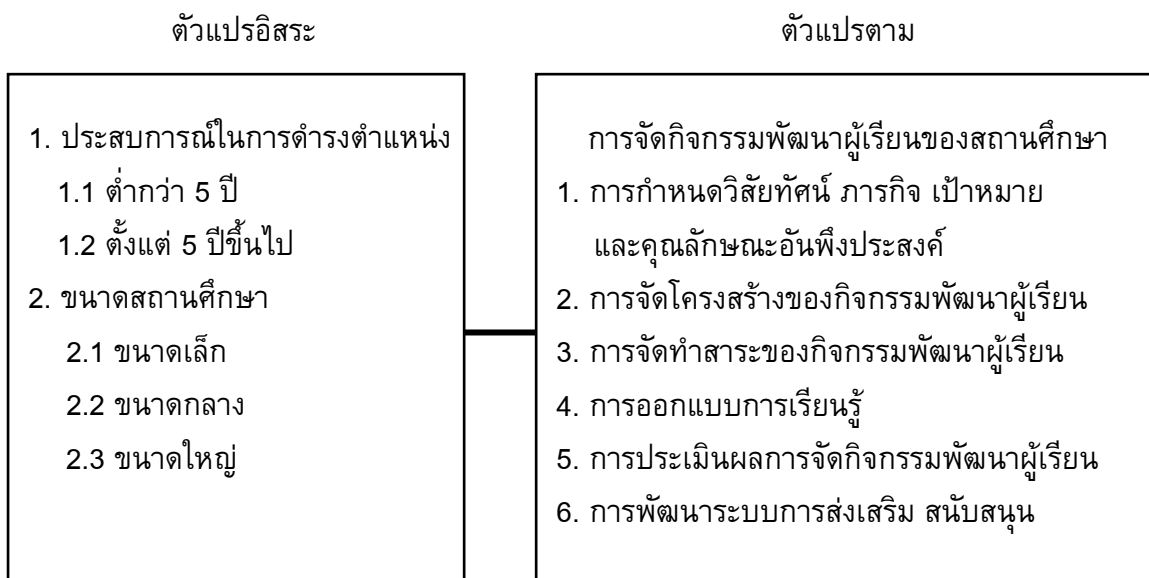 ตัวแปรอิสระ
1. ประสบการณ์ในการดำรงตำแหน่ง
1.1 ต่ำกว่า 5 ปี
1.2 ตั้งแต่ 5 ปีขึ้นไป
2. ขนาดสถานศึกษา
2.1 ขนาดเล็ก
2.2 ขนาดกลาง
2.3 ขนาดใหญ่
ตัวแปรตาม
การจัดกิจกรรมพัฒนาผู้เรียนของสถานศึกษา
1. การกำหนดวิสัยทัศน์ ภารกิจ เป้าหมาย
และคุณลักษณะอันพึงประสงค์
2. การจัดโครงสร้างของกิจกรรมพัฒนาผู้เรียน
3. การจัดทำสาระของกิจกรรมพัฒนาผู้เรียน
4. การออกแบบการเรียนรู้
5. การประเมินผลการจัดกิจกรรมพัฒนาผู้เรียน
6. การพัฒนาระบบการส่งเสริม สนับสนุน